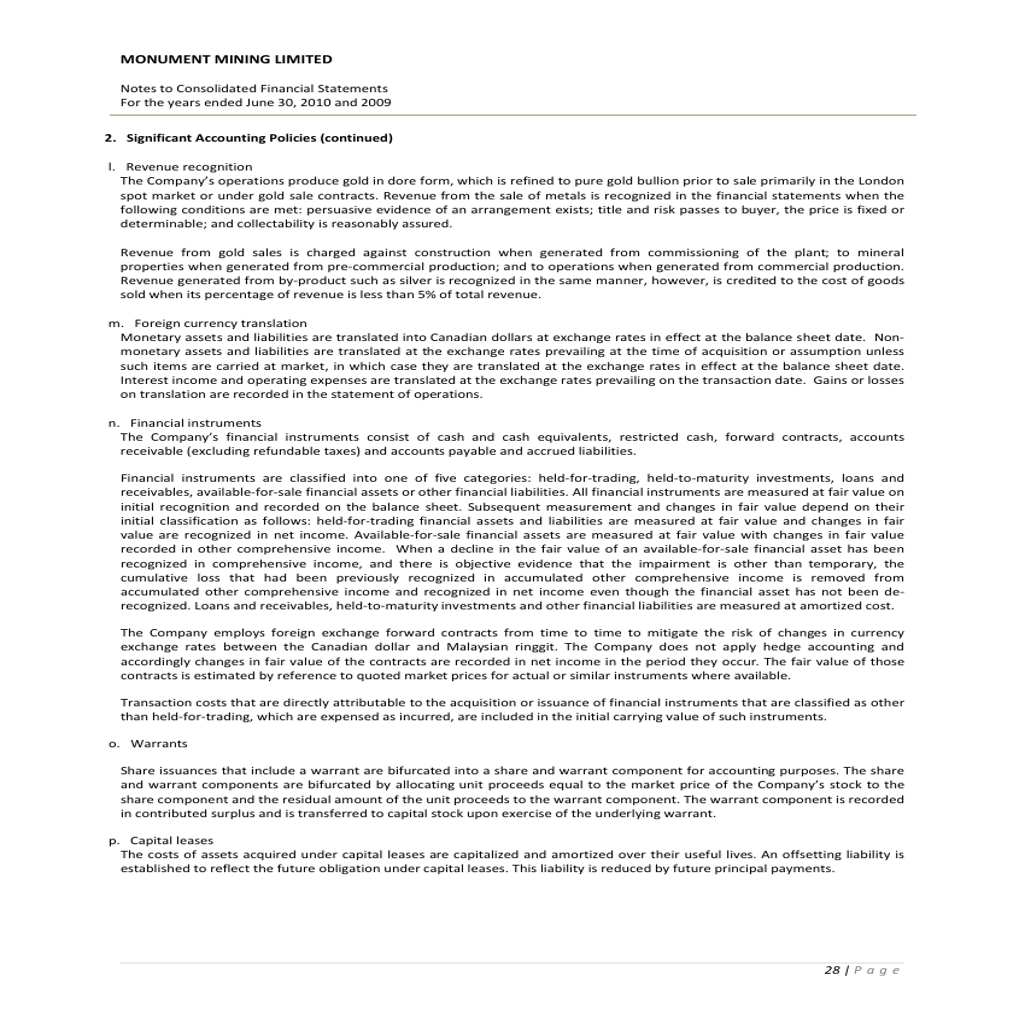 MONUMENT MINING LIMITED
Notes to Consolidated Financial Statements
For the years ended June 30, 2010 and 2009
2. Significant Accounting Policies (continued)
l. Revenue recognition
The Company’s operations produce gold in dore form, which is refined to pure gold bullion prior to sale primarily in the London
spot market or under gold sale contracts. Revenue from the sale of metals is recognized in the financial statements when the
following conditions are met: persuasive evidence of an arrangement exists; title and risk passes to buyer, the price is fixed or
determinable; and collectability is reasonably assured.
Revenue from gold sales is charged against construction when generated from commissioning of the plant; to mineral
properties when generated from pre-commercial production; and to operations when generated from commercial production.
Revenue generated from by-product such as silver is recognized in the same manner, however, is credited to the cost of goods
sold when its percentage of revenue is less than 5% of total revenue.
m. Foreign currency translation
Monetary assets and liabilities are translated into Canadian dollars at exchange rates in effect at the balance sheet date. Non-
monetary assets and liabilities are translated at the exchange rates prevailing at the time of acquisition or assumption unless
such items are carried at market, in which case they are translated at the exchange rates in effect at the balance sheet date.
Interest income and operating expenses are translated at the exchange rates prevailing on the transaction date. Gains or losses
on translation are recorded in the statement of operations.
n. Financial instruments
The Company’s financial instruments consist of cash and cash equivalents, restricted cash, forward contracts, accounts
receivable (excluding refundable taxes) and accounts payable and accrued liabilities.
Financial instruments are classified into one of five categories: held-for-trading, held-to-maturity investments, loans and
receivables, available-for-sale financial assets or other financial liabilities. All financial instruments are measured at fair value on
initial recognition and recorded on the balance sheet. Subsequent measurement and changes in fair value depend on their
initial classification as follows: held-for-trading financial assets and liabilities are measured at fair value and changes in fair
value are recognized in net income. Available-for-sale financial assets are measured at fair value with changes in fair value
recorded in other comprehensive income. When a decline in the fair value of an available-for-sale financial asset has been
recognized in comprehensive income, and there is objective evidence that the impairment is other than temporary, the
cumulative loss that had been previously recognized in accumulated other comprehensive income is removed from
accumulated other comprehensive income and recognized in net income even though the financial asset has not been de-
recognized. Loans and receivables, held-to-maturity investments and other financial liabilities are measured at amortized cost.
The Company employs foreign exchange forward contracts from time to time to mitigate the risk of changes in currency
exchange rates between the Canadian dollar and Malaysian ringgit. The Company does not apply hedge accounting and
accordingly changes in fair value of the contracts are recorded in net income in the period they occur. The fair value of those
contracts is estimated by reference to quoted market prices for actual or similar instruments where available.
Transaction costs that are directly attributable to the acquisition or issuance of financial instruments that are classified as other
than held-for-trading, which are expensed as incurred, are included in the initial carrying value of such instruments.
o. Warrants
Share issuances that include a warrant are bifurcated into a share and warrant component for accounting purposes. The share
and warrant components are bifurcated by allocating unit proceeds equal to the market price of the Company’s stock to the
share component and the residual amount of the unit proceeds to the warrant component. The warrant component is recorded
in contributed surplus and is transferred to capital stock upon exercise of the underlying warrant.
p. Capital leases
The costs of assets acquired under capital leases are capitalized and amortized over their useful lives. An offsetting liability is
established to reflect the future obligation under capital leases. This liability is reduced by future principal payments.
28 | Page